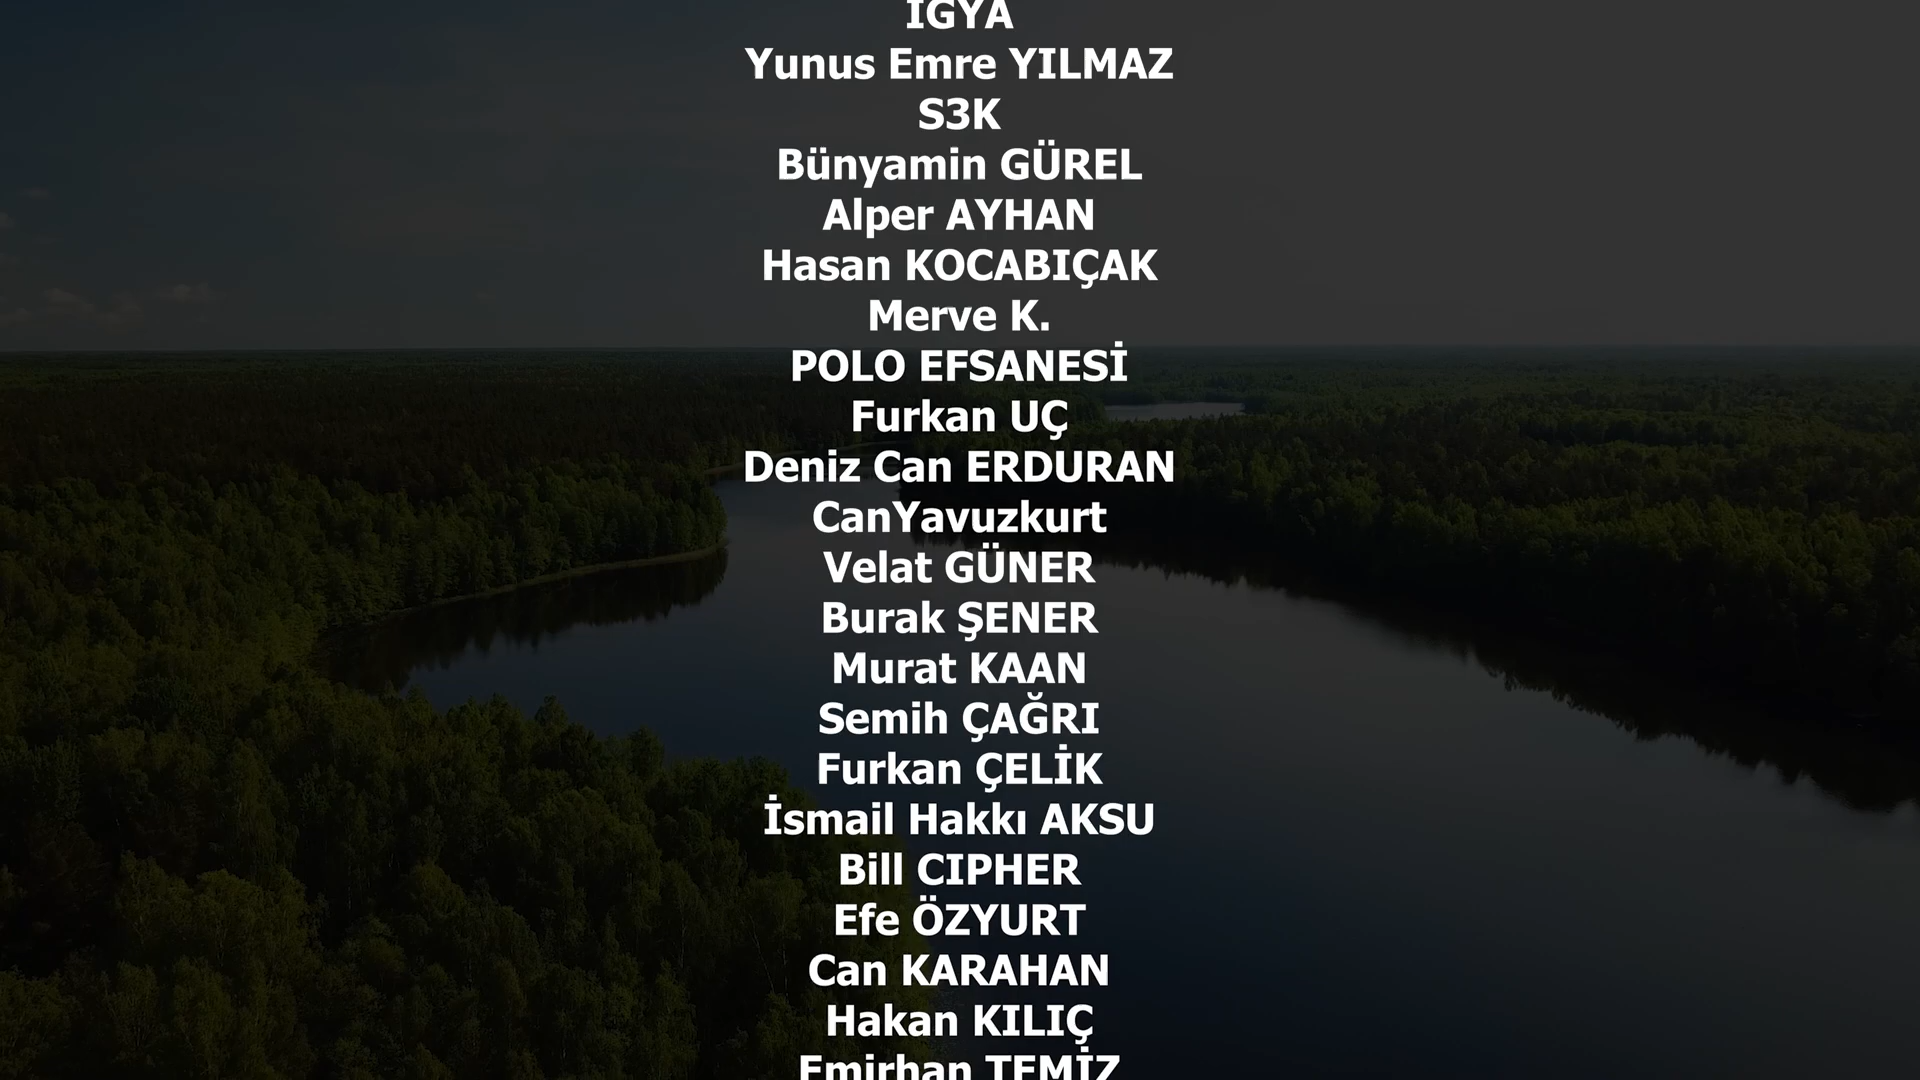 IGYA
Yunus Emre YILMAZ
S3K
Bünyamin GÜREL
Alper AYHAN
Hasan KOCABIÇAK
Merve K.
POLO EFSANESİ
Furkan UÇ
Deniz Can ERDURAN
CanYavuzkurt
Velat GÜNER
Burak ŞENER
Murat KAAN
Semih ÇAĞRI
Furkan ÇELİK
İsmail Hakkı AKSU
Bill CIPHER
Efe ÖZYURT
Can KARAHAN
Hakan KILIÇ
Emirhan TEMİZ